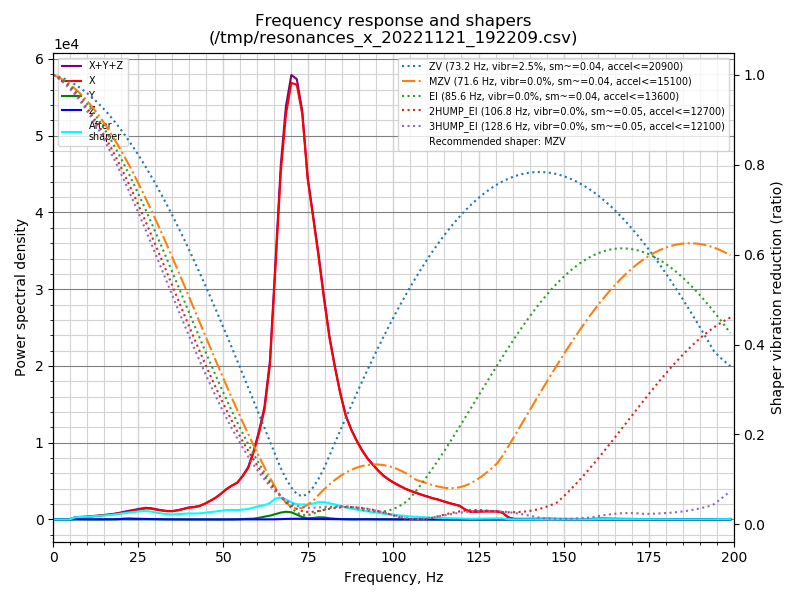 Frequency response and shapers
(/tmp/resonances_x_20221121_192209.csv)
1e4
X+Y+Z
X
Y
Z
After
shaper
ZV (73.2 Hz, vibr=2.5%, sm~=0.04, accel<=20900)
MZV (71.6 Hz, vibr=0.0%, sm~=0.04, accel<=15100)
EI (85.6 Hz, vibr=0.0%, sm~=0.04, accel<=13600)
2HUMP_EI (106.8 Hz, vibr=0.0%, sm~=0.05, accel<=12700)
3HUMP_EI (128.6 Hz, vibr=0.0%, sm~=0.05, accel<=12100)
Recommended shaper: MZV
Power spectral density
6
5
4
3
2
1
0
1.0
0.8
0.6
0.4
0.2
0.0
Shaper vibration reduction (ratio)
0 25 50 75 100 125 150 175 200
Frequency, Hz